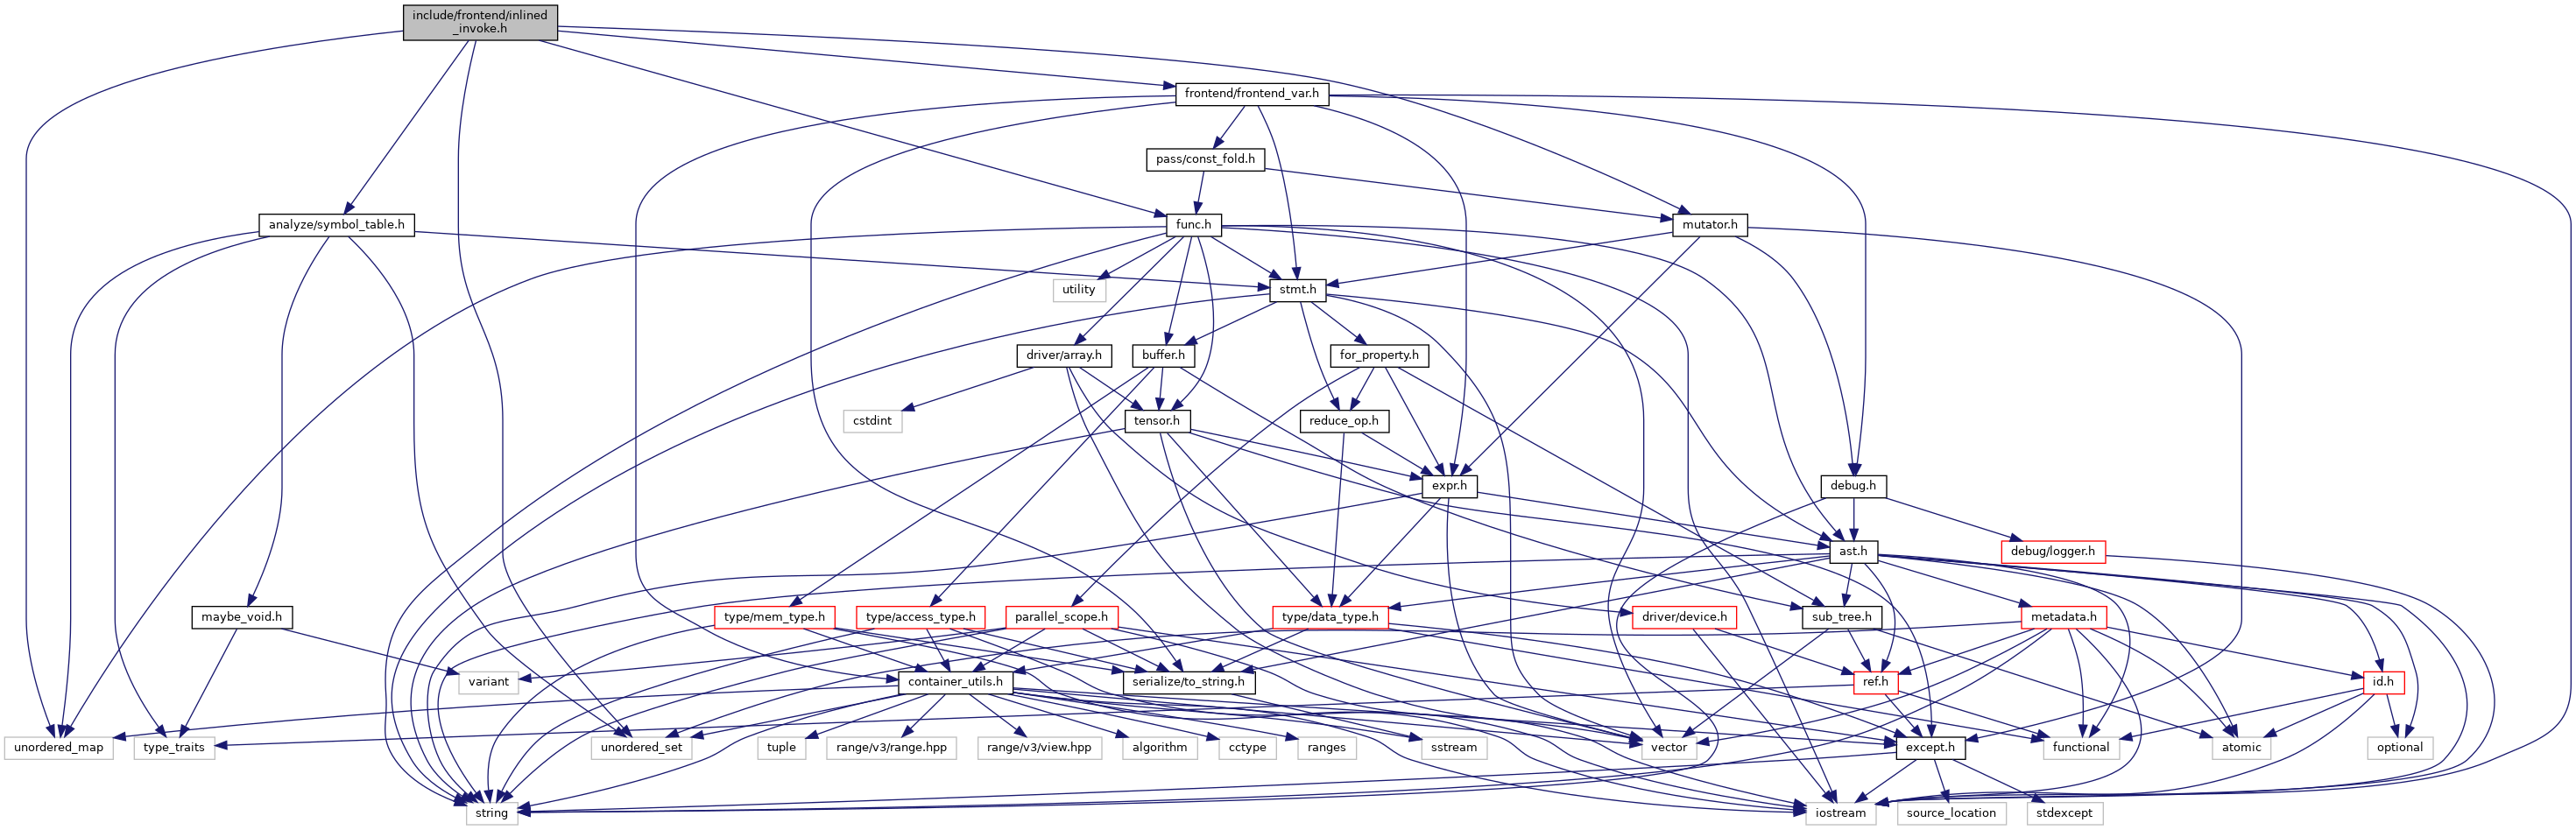 include/frontend/inlined
_invoke.h
frontend/frontend_var.h
pass/const_fold.h
analyze/symbol_table.h
func.h
mutator.h
utility
stmt.h
driver/array.h
buffer.h
for_property.h
cstdint
tensor.h
reduce_op.h
expr.h
debug.h
ast.h
debug/logger.h
maybe_void.h
type/mem_type.h
type/access_type.h
parallel_scope.h
type/data_type.h
driver/device.h
sub_tree.h
metadata.h
variant
container_utils.h
serialize/to_string.h
ref.h
id.h
unordered_map
type_traits
unordered_set
tuple
range/v3/range.hpp
range/v3/view.hpp
algorithm
cctype
ranges
sstream
vector
except.h
functional
atomic
optional
string
iostream
source_location
stdexcept